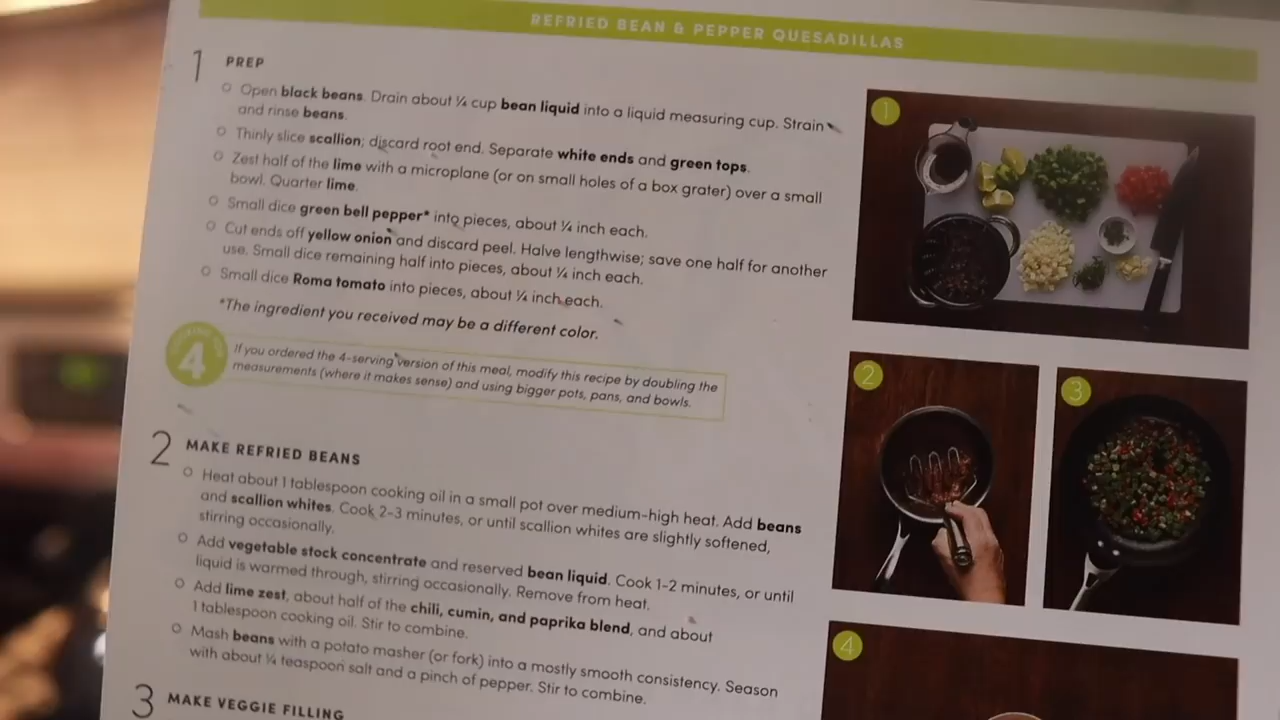 REFRIED BEAN & PEPPER QUESADILLAS
1 PREP
Open black beans. Drain about ¼ cup bean liquid into a liquid measuring cup. Strain
and rinse beans.
Thinly slice scallion; discard root end. Separate white ends and green tops.
Zest half of the lime with a microplane (or on small holes of a box grater) over a small
bowl. Quarter lime.
Small dice green bell pepper* into pieces, about ¼ inch each.
Cut ends off yellow onion and discard peel. Halve lengthwise; save one half for another
use. Small dice remaining half into pieces, about ¼ inch each.
Small dice Roma tomato into pieces, about ¼ inch each.
*The ingredient you received may be a different color.
4
If you ordered the 4-serving version of this meal, modify this recipe by doubling the
measurements (where it makes sense) and using bigger pots, pans, and bowls.
2 MAKE REFRIED BEANS
Heat about 1 tablespoon cooking oil in a small pot over medium-high heat. Add beans
and scallion whites. Cook 2-3 minutes, or until scallion whites are slightly softened,
stirring occasionally.
Add vegetable stock concentrate and reserved bean liquid. Cook 1-2 minutes, or until
liquid is warmed through, stirring occasionally. Remove from heat.
Add lime zest, about half of the chili, cumin, and paprika blend, and about
1 tablespoon cooking oil. Stir to combine.
Mash beans with a potato masher (or fork) into a mostly smooth consistency. Season
with about ¼ teaspoon salt and a pinch of pepper. Stir to combine.
3 MAKE VEGGIE FILLING
1
2
3
4